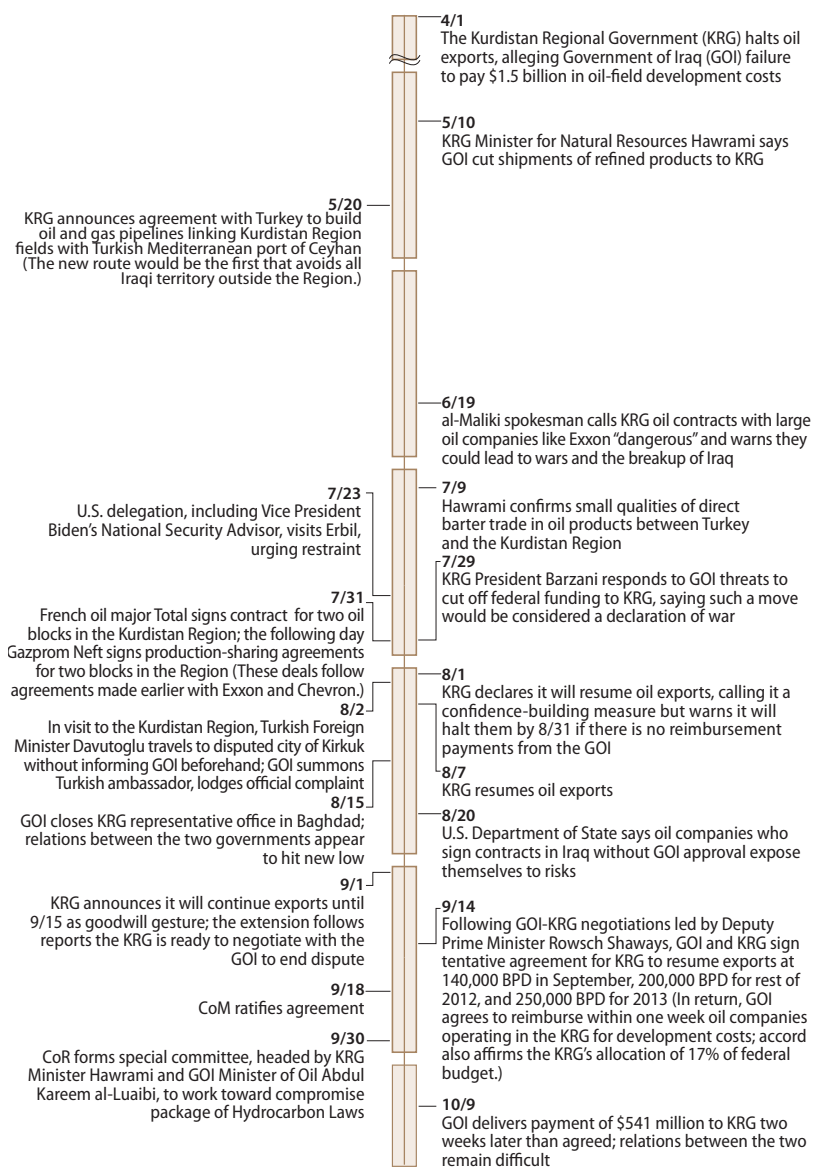 4/1
The Kurdistan Regional Government (KRG) halts oil
exports, alleging Government of Iraq (GOI) failure
to pay $1.5 billion in oil-field development costs
5/10
KRG Minister for Natural Resources Hawrami says
GOI cut shipments of refined products to KRG
5/20
KRG announces agreement with Turkey to build
oil and gas pipelines linking Kurdistan Region
fields with Turkish Mediterranean port of Ceyhan
(The new route would be the first that avoids all
Iraqi territory outside the Region.)
6/19
al-Maliki spokesman calls KRG oil contracts with large
oil companies like Exxon “dangerous” and warns they
could lead to wars and the breakup of Iraq
7/9
Hawrami confirms small qualities of direct
barter trade in oil products between Turkey
and the Kurdistan Region
7/23
U.S. delegation, including Vice President
Biden’s National Security Advisor, visits Erbil,
urging restraint
7/29
KRG President Barzani responds to GOI threats to
cut off federal funding to KRG, saying such a move
would be considered a declaration of war
7/31
French oil major Total signs contract for two oil
blocks in the Kurdistan Region; the following day
Gazprom Neft signs production-sharing agreements
for two blocks in the Region (These deals follow
agreements made earlier with Exxon and Chevron.)
8/1
KRG declares it will resume oil exports, calling it a
confidence-building measure but warns it will
halt them by 8/31 if there is no reimbursement
payments from the GOI
8/2
In visit to the Kurdistan Region, Turkish Foreign
Minister Davutoglu travels to disputed city of Kirkuk
without informing GOI beforehand; GOI summons
Turkish ambassador, lodges official complaint
8/7
KRG resumes oil exports
8/15
GOI closes KRG representative office in Baghdad;
relations between the two governments appear
to hit new low
8/20
U.S. Department of State says oil companies who
sign contracts in Iraq without GOI approval expose
themselves to risks
9/1
KRG announces it will continue exports until
9/15 as goodwill gesture; the extension follows
reports the KRG is ready to negotiate with the
GOI to end dispute
9/14
Following GOI-KRG negotiations led by Deputy
Prime Minister Rowsch Shaways, GOI and KRG sign
tentative agreement for KRG to resume exports at
140,000 BPD in September, 200,000 BPD for rest of
2012, and 250,000 BPD for 2013 (In return, GOI
agrees to reimburse within one week oil companies
operating in the KRG for development costs; accord
also affirms the KRG’s allocation of 17% of federal
budget.)
9/18
CoM ratifies agreement
9/30
CoR forms special committee, headed by KRG
Minister Hawrami and GOI Minister of Oil Abdul
Kareem al-Luaibi, to work toward compromise
package of Hydrocarbon Laws
10/9
GOI delivers payment of $541 million to KRG two
weeks later than agreed; relations between the two
remain difficult